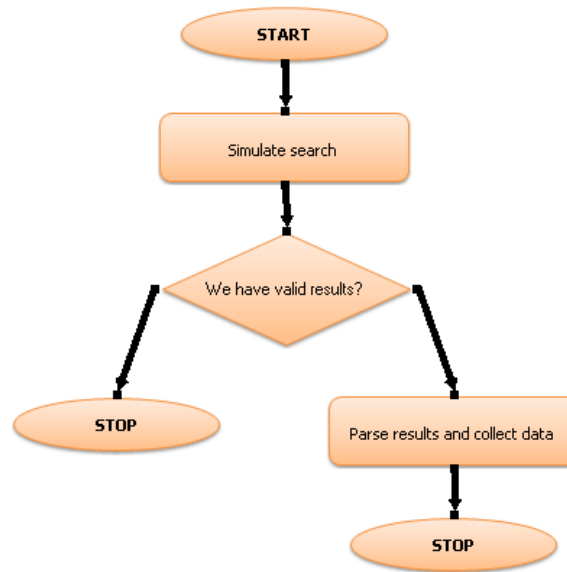 START
Simulate search
We have valid results?
STOP
Parse results and collect data
STOP